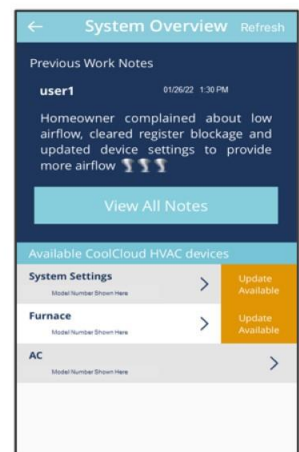 ← System Overview Refresh
Previous Work Notes
user1 01/26/22 1:30 PM
Homeowner complained about low
airflow, cleared register blockage and
updated device settings to provide
more airflow 🌪🌪🌪
View All Notes
Available CoolCloud HVAC devices
System Settings
Update
Available
Model Number Shown Here
Furnace
Update
Available
Model Number Shown Here
AC
Model Number Shown Here